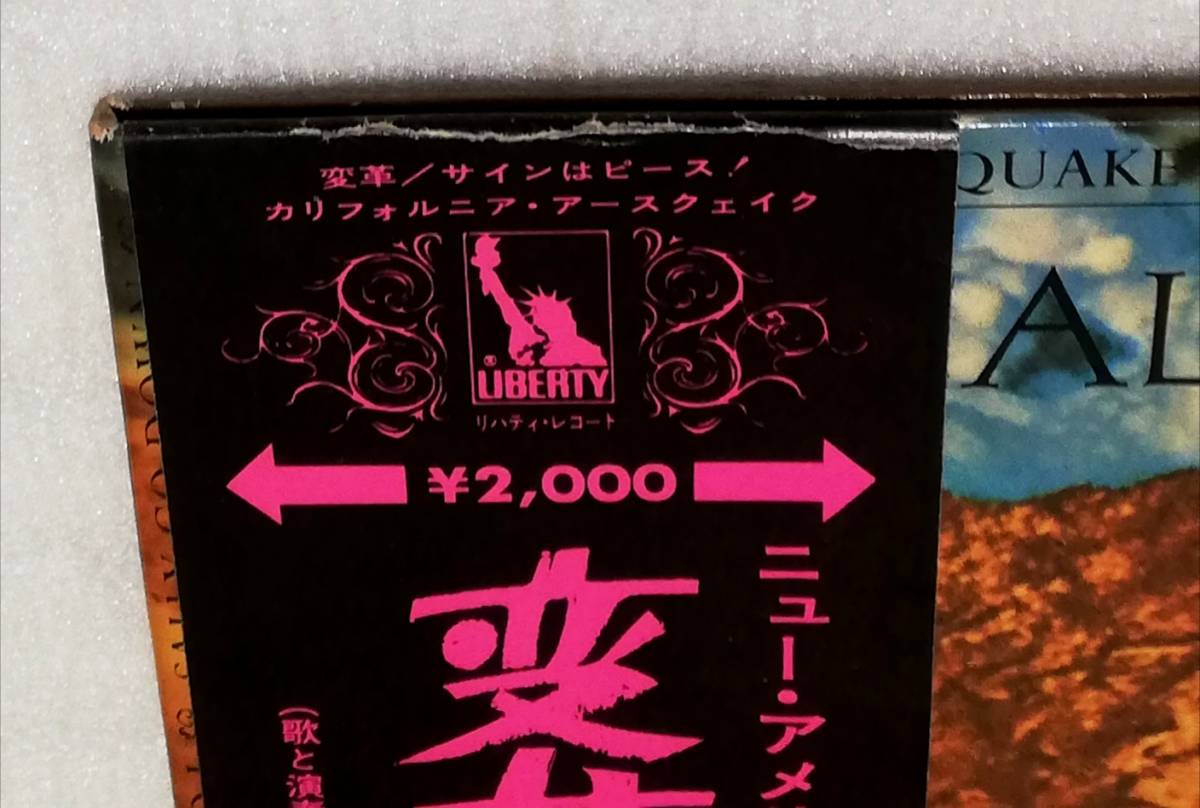 変革/サインはピース!
カリフォルニア・アースクェイク
LIBERTY
リバティ・レコード
¥2,000
変革
ニュー・アメ
(歌と演奏
QUAKE
AL